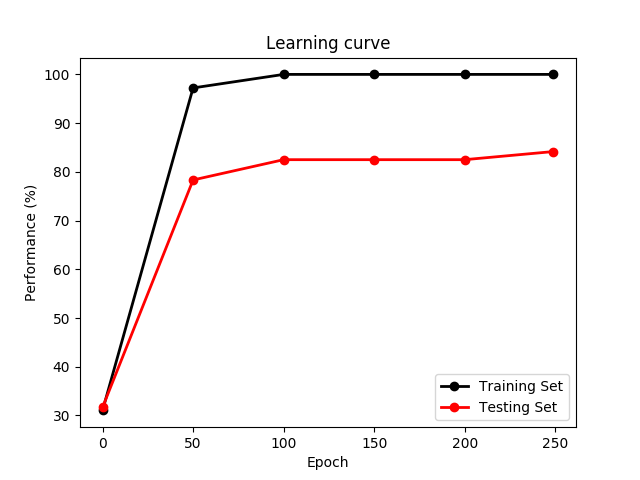 Learning curve
Performance (%)
100
90
80
70
60
50
40
30
0 50 100 150 200 250
Epoch
Training Set
Testing Set